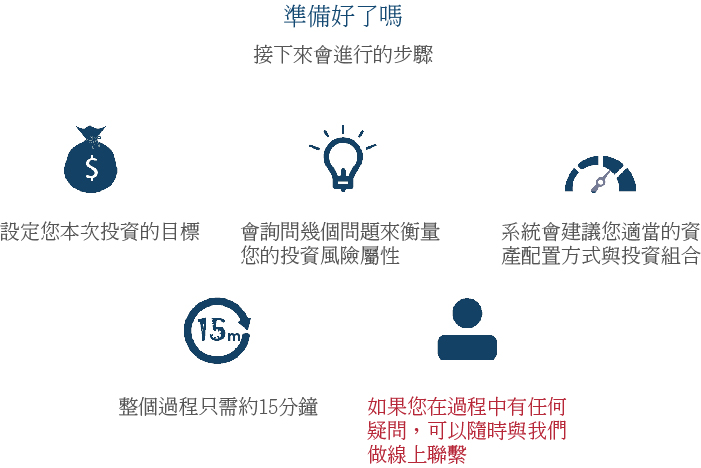 準備好了嗎
接下來會進行的步驟
$
設定您本次投資的目標
會詢問幾個問題來衡量
您的投資風險屬性
系統會建議您適當的資
產配置方式與投資組合
15m
整個過程只需約15分鐘
如果您在過程中有任何
疑問，可以隨時與我們
做線上聯繫